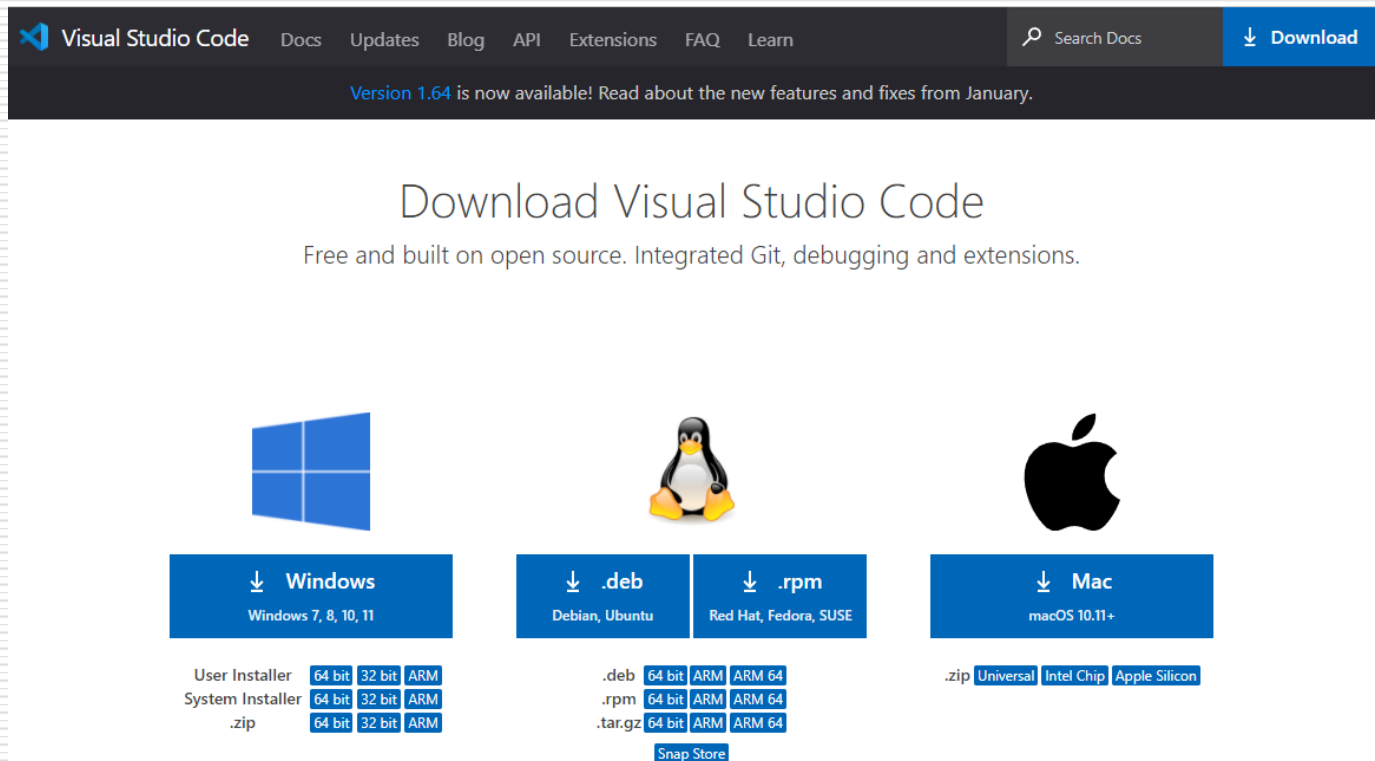 Visual Studio Code Docs Updates Blog API Extensions FAQ Learn Search Docs Download
Version 1.64 is now available! Read about the new features and fixes from January.
Download Visual Studio Code
Free and built on open source. Integrated Git, debugging and extensions.
Windows
Windows 7, 8, 10, 11
.deb
Debian, Ubuntu
.rpm
Red Hat, Fedora, SUSE
Mac
macOS 10.11+
User Installer 64 bit 32 bit ARM
System Installer 64 bit 32 bit ARM
.zip 64 bit 32 bit ARM
.deb 64 bit ARM ARM 64
.rpm 64 bit ARM ARM 64
.tar.gz 64 bit ARM ARM 64
Snap Store
.zip Universal Intel Chip Apple Silicon